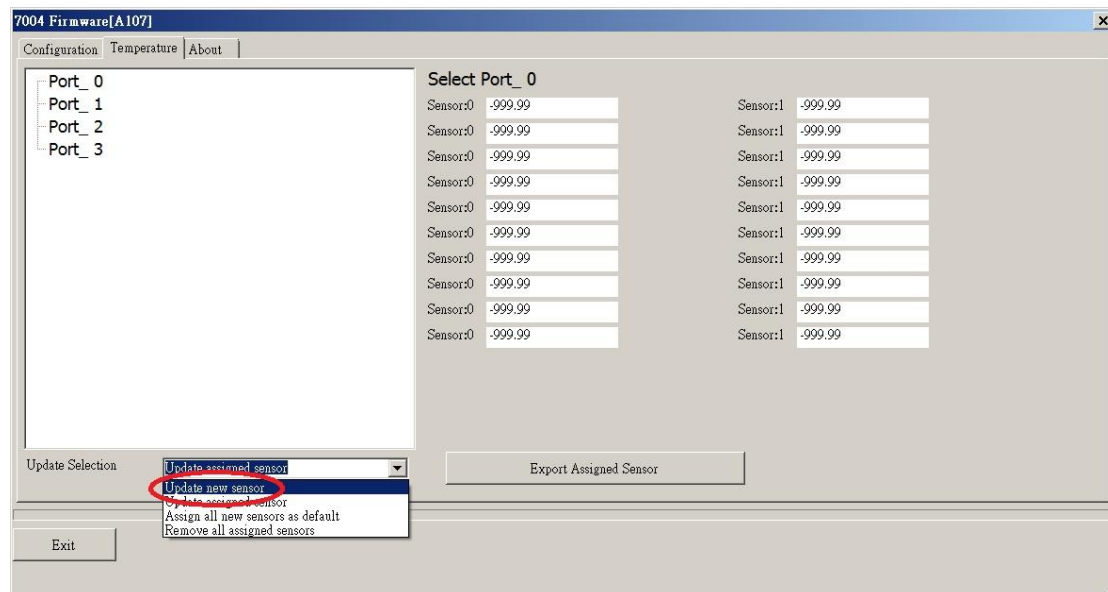 7004 Firmware[A107]
Configuration Temperature About
Port_ 0
Port_ 1
Port_ 2
Port_ 3
Select Port_ 0
Sensor:0 -999.99 Sensor:1 -999.99
Sensor:0 -999.99 Sensor:1 -999.99
Sensor:0 -999.99 Sensor:1 -999.99
Sensor:0 -999.99 Sensor:1 -999.99
Sensor:0 -999.99 Sensor:1 -999.99
Sensor:0 -999.99 Sensor:1 -999.99
Sensor:0 -999.99 Sensor:1 -999.99
Sensor:0 -999.99 Sensor:1 -999.99
Sensor:0 -999.99 Sensor:1 -999.99
Sensor:0 -999.99 Sensor:1 -999.99
Update Selection Update assigned sensor Export Assigned Sensor
Update new sensor
Update assigned sensor
Assign all new sensors as default
Remove all assigned sensors
Exit